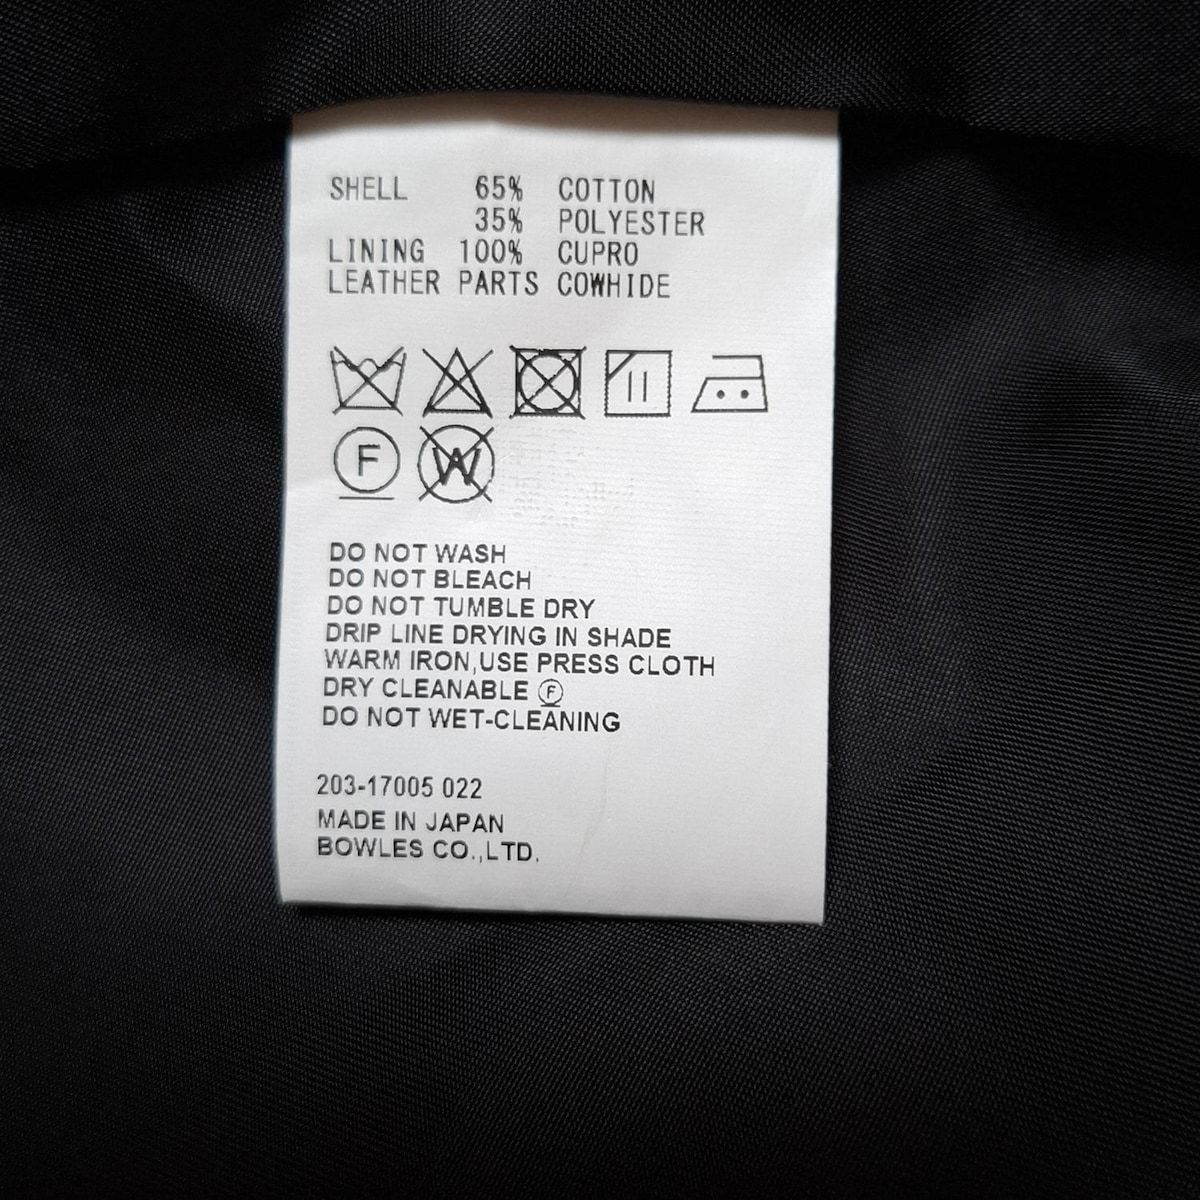 SHELL 65% COTTON
35% POLYESTER
LINING 100% CUPRO
LEATHER PARTS COWHIDE
F W
DO NOT WASH
DO NOT BLEACH
DO NOT TUMBLE DRY
DRIP LINE DRYING IN SHADE
WARM IRON,USE PRESS CLOTH
DRY CLEANABLE Ⓕ
DO NOT WET-CLEANING
203-17005 022
MADE IN JAPAN
BOWLES CO.,LTD.